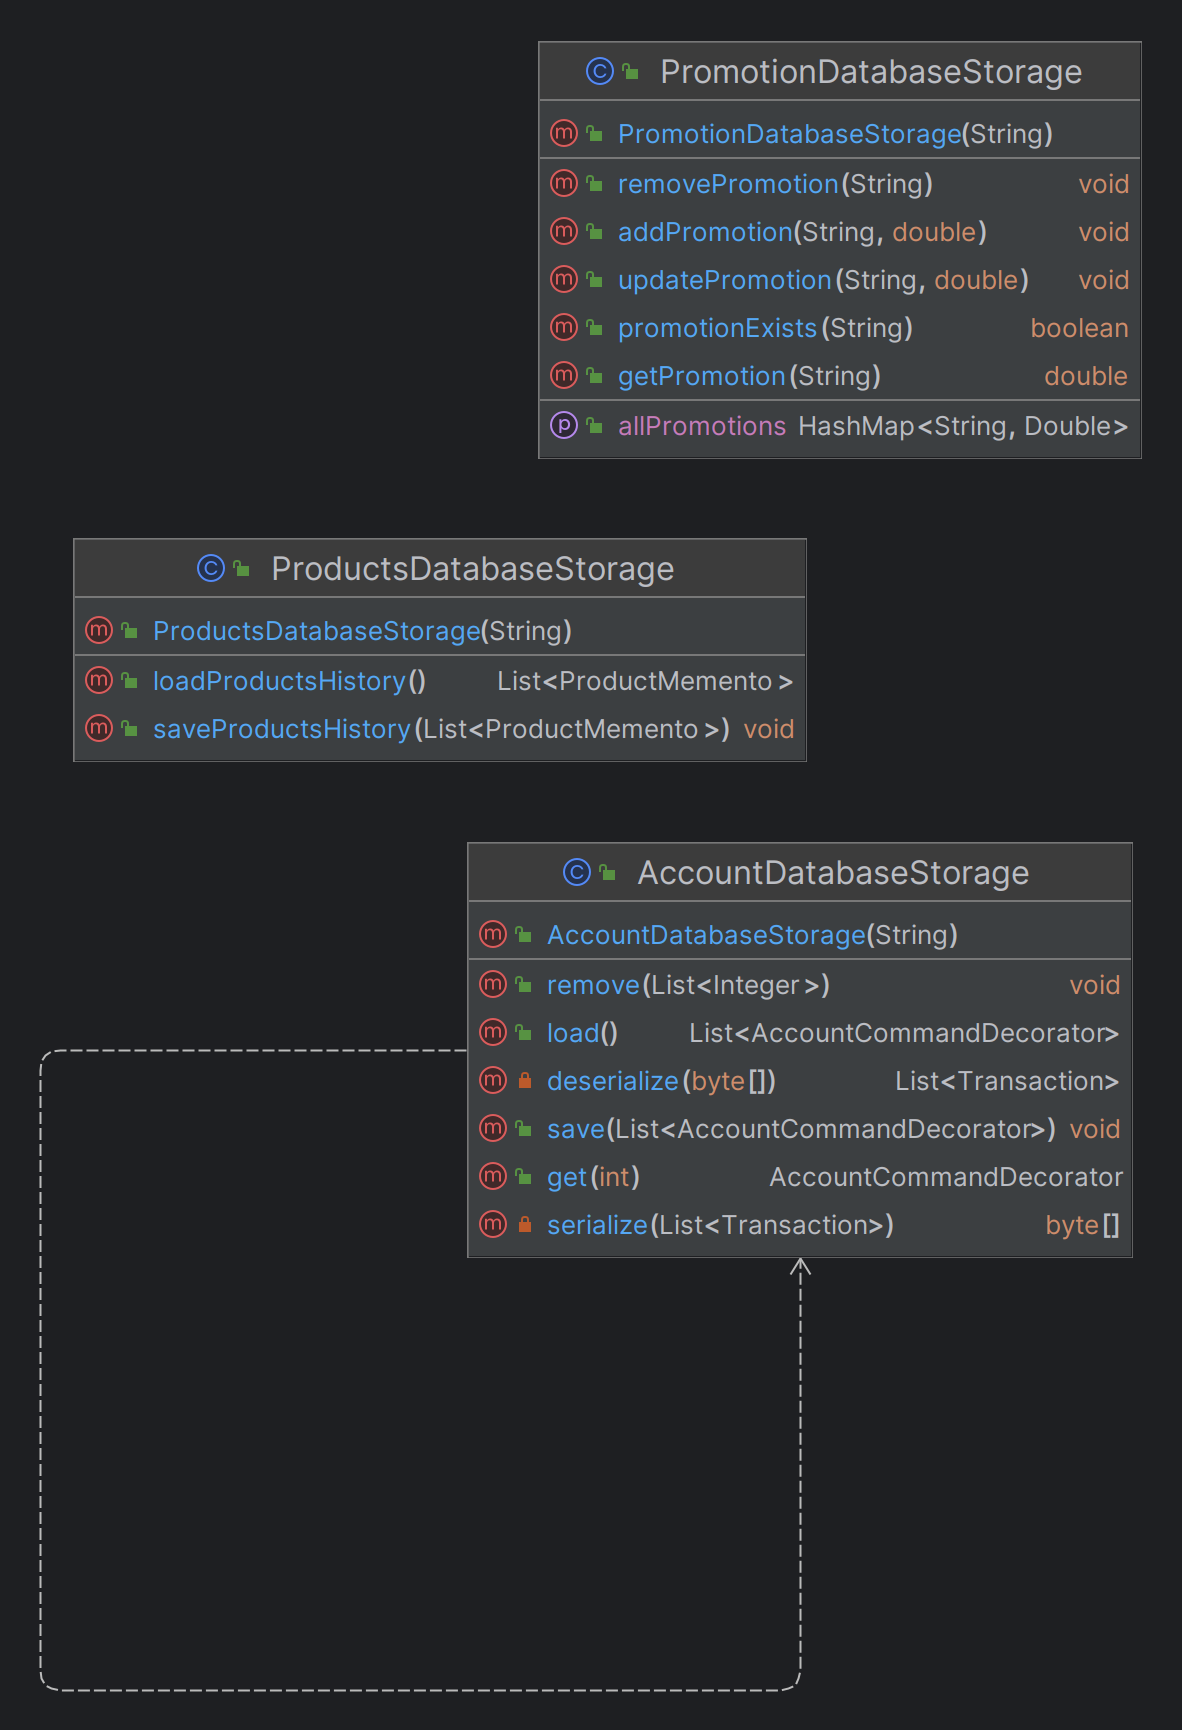 PromotionDatabaseStorage
PromotionDatabaseStorage(String)
removePromotion(String) void
addPromotion(String, double) void
updatePromotion(String, double) void
promotionExists(String) boolean
getPromotion(String) double
allPromotions HashMap<String, Double>
ProductsDatabaseStorage
ProductsDatabaseStorage(String)
loadProductsHistory() List<ProductMemento>
saveProductsHistory(List<ProductMemento>) void
AccountDatabaseStorage
AccountDatabaseStorage(String)
remove(List<Integer>) void
load() List<AccountCommandDecorator>
deserialize(byte[]) List<Transaction>
save(List<AccountCommandDecorator>) void
get(int) AccountCommandDecorator
serialize(List<Transaction>) byte[]